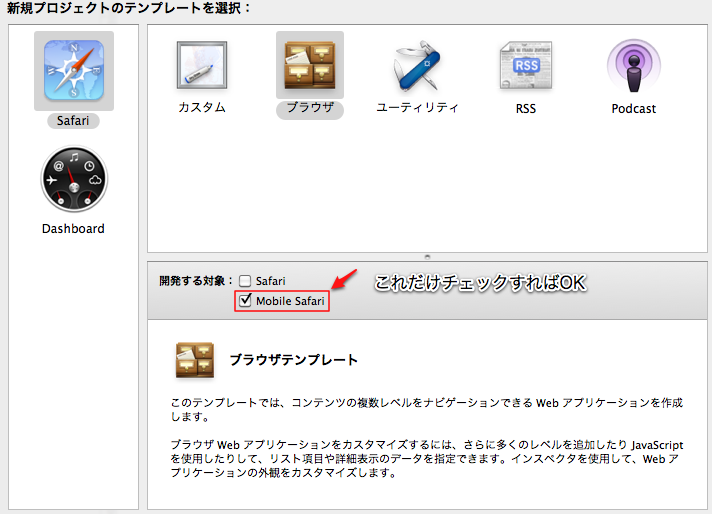 新規プロジェクトのテンプレートを選択：
Safari
Dashboard
カスタム
ブラウザ
ユーティリティ
RSS
RSS
Podcast
開発する対象：
Safari
Mobile Safari
これだけチェックすればOK
ブラウザテンプレート
このテンプレートでは、コンテンツの複数レベルをナビゲーションできる Web アプリケーションを作成
します。
ブラウザ Web アプリケーションをカスタマイズするには、さらに多くのレベルを追加したり JavaScript
を使用したりして、リスト項目や詳細表示のデータを指定できます。インスペクタを使用して、Web ア
プリケーションの外観をカスタマイズします。